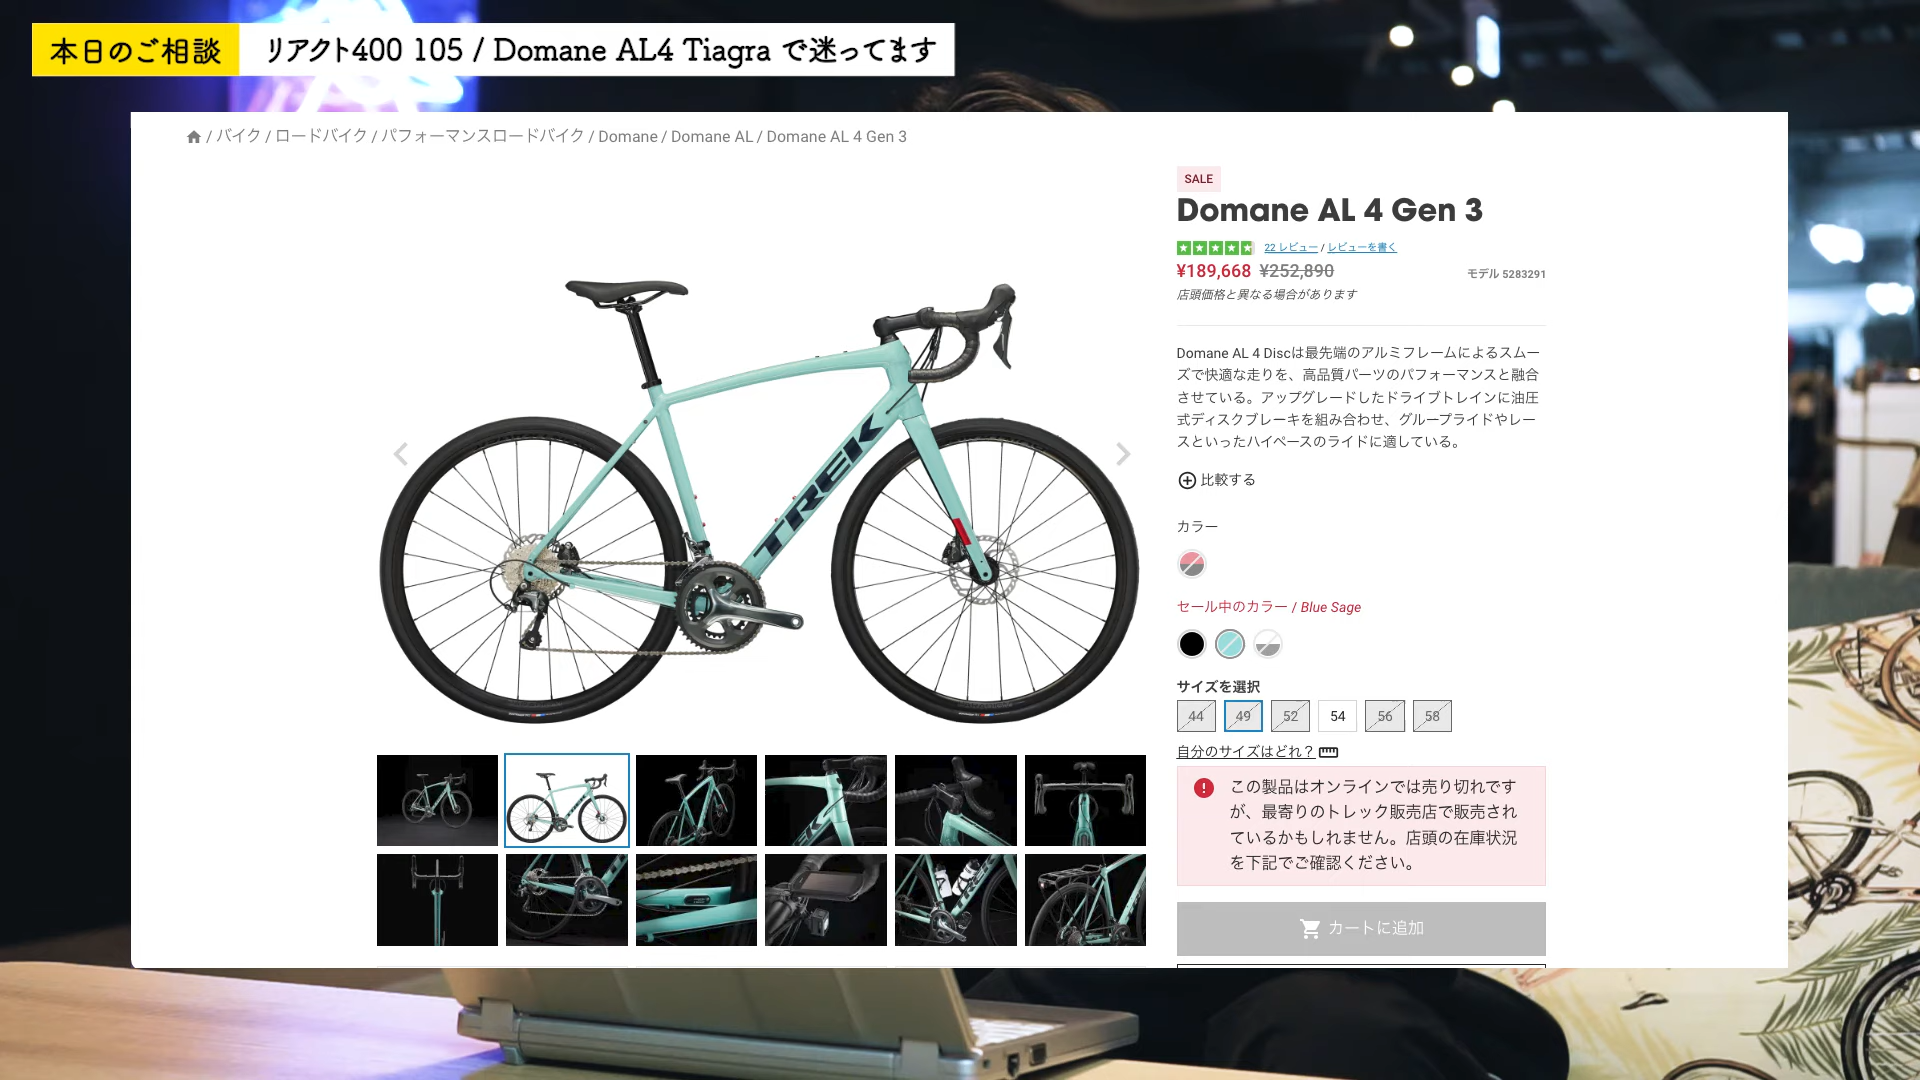 本日のご相談
リアクト400 105 / Domane AL4 Tiagra で迷ってます
/ バイク / ロードバイク / パフォーマンスロードバイク / Domane / Domane AL / Domane AL 4 Gen 3
SALE
Domane AL 4 Gen 3
22 レビュー / レビューを書く
¥189,668 ¥252,890
モデル 5283291
店頭価格と異なる場合があります
Domane AL 4 Discは最先端のアルミフレームによるスムー
ズで快適な走りを、高品質パーツのパフォーマンスと融合
させている。アップグレードしたドライブトレインに油圧
式ディスクブレーキを組み合わせ、グループライドやレー
スといったハイペースのライドに適している。
比較する
カラー
セール中のカラー / Blue Sage
サイズを選択
44 49 52 54 56 58
自分のサイズはどれ？
この製品はオンラインでは売り切れです
が、最寄りのトレック販売店で販売され
ているかもしれません。店頭の在庫状況
を下記でご確認ください。
カートに追加
TREK